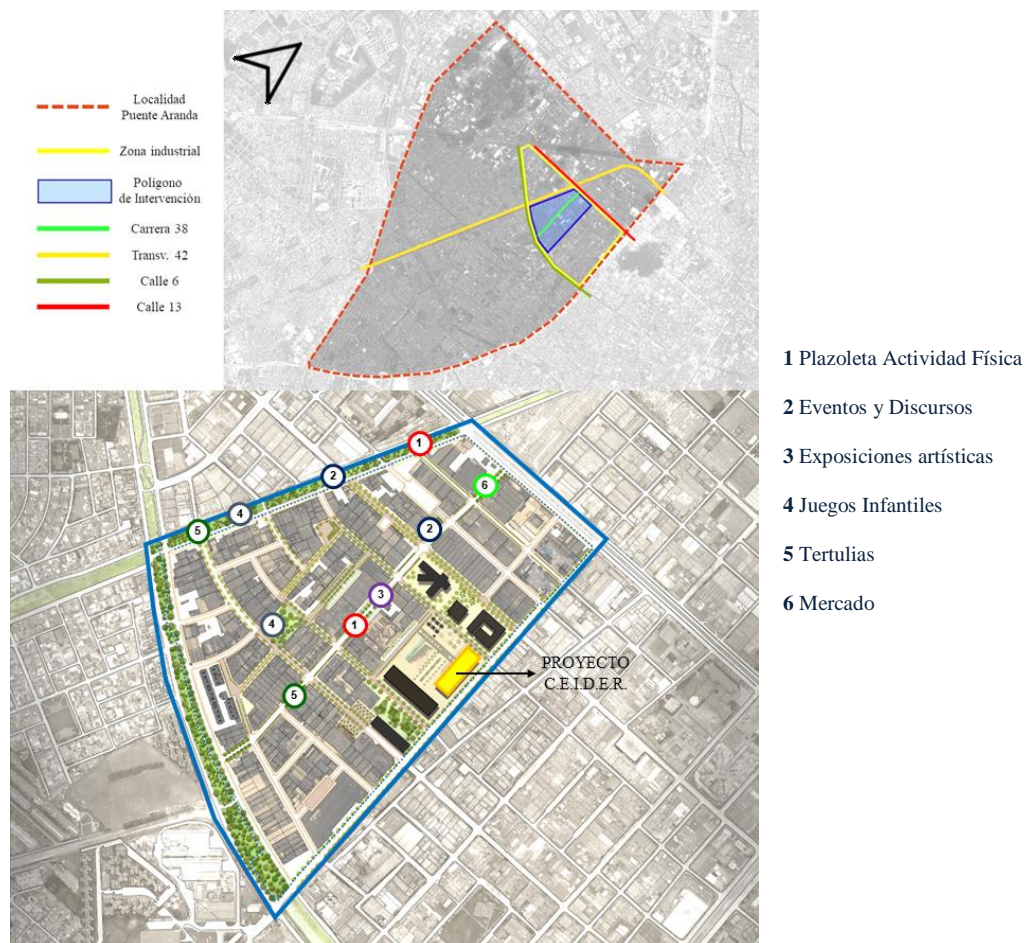 Localidad
Puente Aranda
Zona industrial
Polígono
de Intervención
Carrera 38
Transv. 42
Calle 6
Calle 13
1 Plazoleta Actividad Física
2 Eventos y Discursos
3 Exposiciones artísticas
4 Juegos Infantiles
5 Tertulias
6 Mercado
1
2
6
4
5
2
3
1
4
PROYECTO
C.E.I.D.E.R.
5